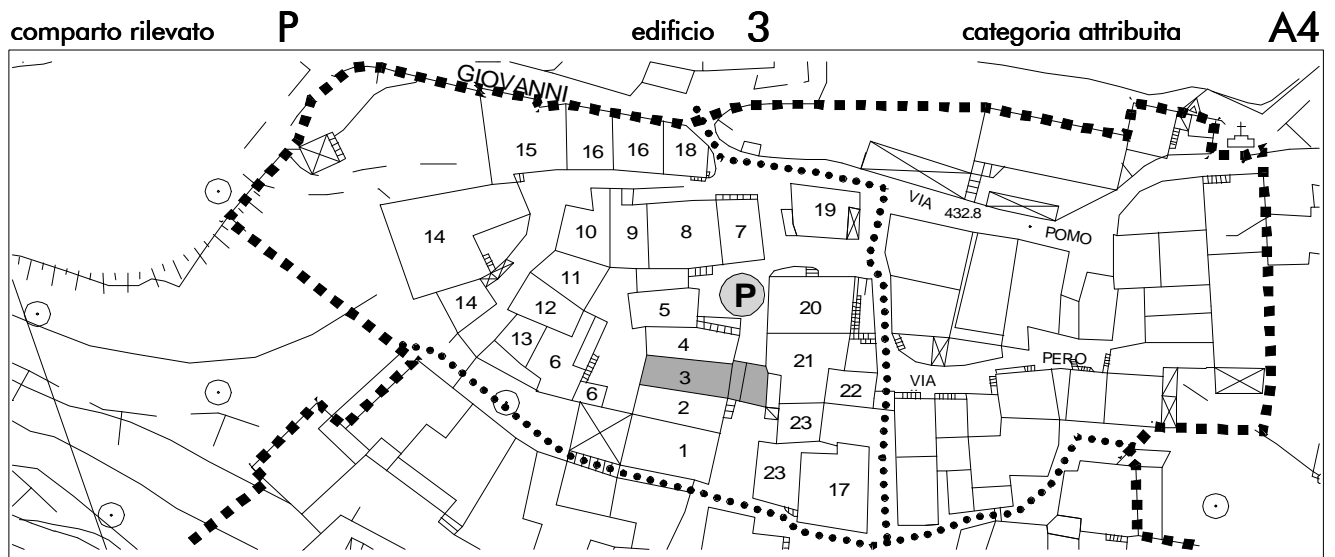 comparto rilevato P edificio 3 categoria attribuita A4
GIOVANNI
15 16 16 18
19
VIA 432.8 POMO
14 10 9 8 7
11
14 12 5 P 20
13 6 4 21 PERO
3 VIA
6 2 22
23
1
23 17